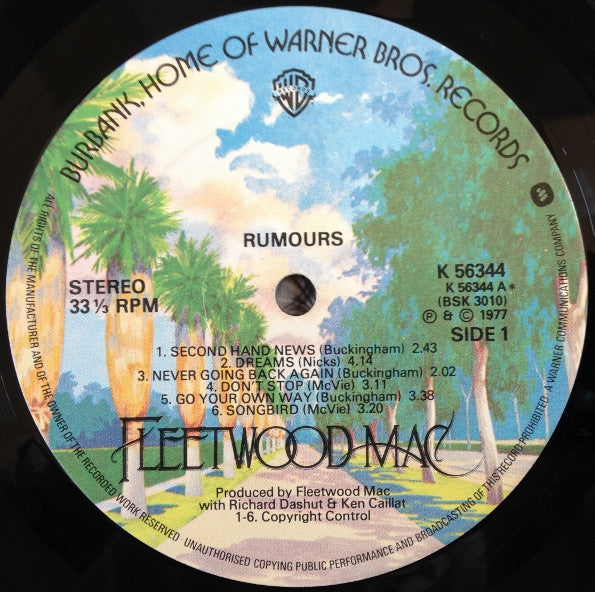 BURBANK, HOME OF WARNER BROS. RECORDS
RUMOURS
STEREO
33 ⅓ RPM
K 56344
K 56344 A*
(BSK 3010)
Ⓟ & © 1977
SIDE 1
1. SECOND HAND NEWS (Buckingham) 2.43
2. DREAMS (Nicks) 4.14
3. NEVER GOING BACK AGAIN (Buckingham) 2.02
4. DON'T STOP (McVie) 3.11
5. GO YOUR OWN WAY (Buckingham) 3.38
6. SONGBIRD (McVie) 3.20
FLEETWOOD MAC
Produced by Fleetwood Mac
with Richard Dashut & Ken Caillat
1-6. Copyright Control
ALL RIGHTS OF THE MANUFACTURER AND OF THE OWNER OF THE RECORDED WORK RESERVED. UNAUTHORISED COPYING PUBLIC PERFORMANCE AND BROADCASTING OF THIS RECORD PROHIBITED. A WARNER COMMUNICATIONS COMPANY